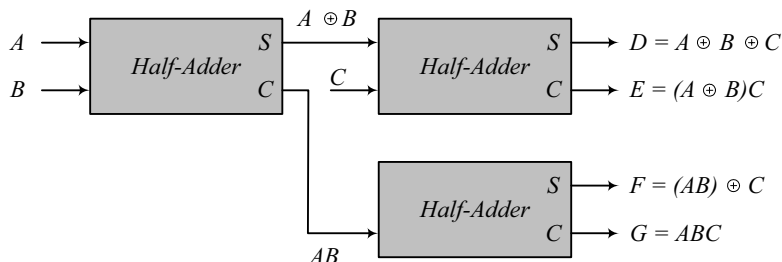 A ⊕ B
A
B
Half-Adder
S
C
C
Half-Adder
S
C
D = A ⊕ B ⊕ C
E = (A ⊕ B)C
AB
Half-Adder
S
C
F = (AB) ⊕ C
G = ABC